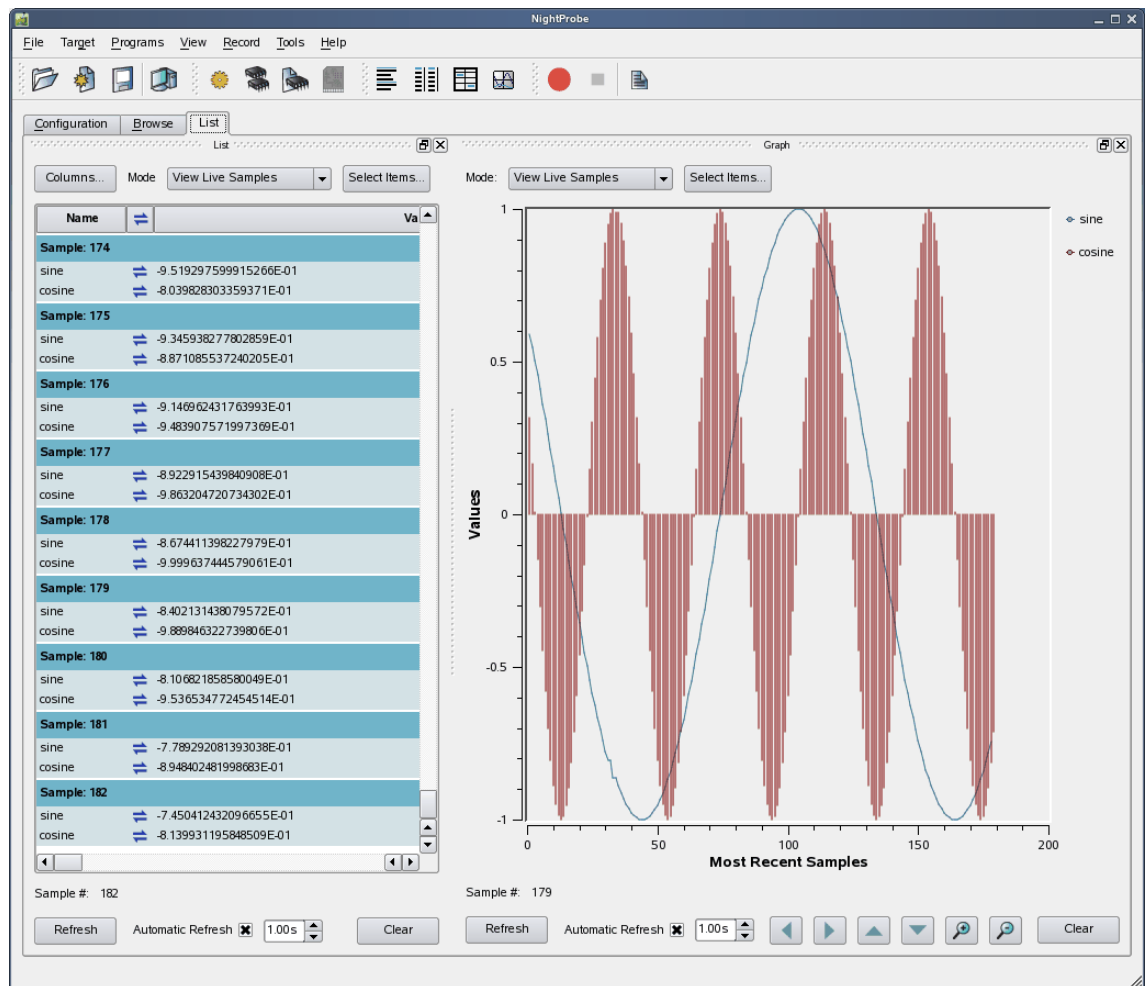 NightProbe
File Target Programs View Record Tools Help
Configuration Browse List
List
Columns... Mode View Live Samples Select Items...
Name Va
Sample: 174
sine -9.519297599915266E-01
cosine -8.039828303359371E-01
Sample: 175
sine -9.345938277802859E-01
cosine -8.871085537240205E-01
Sample: 176
sine -9.146962431763993E-01
cosine -9.483907571997369E-01
Sample: 177
sine -8.922915439840908E-01
cosine -9.863204720734302E-01
Sample: 178
sine -8.674411398227979E-01
cosine -9.999637444579061E-01
Sample: 179
sine -8.402131438079572E-01
cosine -9.889846322739806E-01
Sample: 180
sine -8.106821858580049E-01
cosine -9.536534772454514E-01
Sample: 181
sine -7.789292081393038E-01
cosine -8.948402481998683E-01
Sample: 182
sine -7.450412432096655E-01
cosine -8.139931195848509E-01
Sample #: 182
Refresh Automatic Refresh 1.00s Clear
Graph
Mode: View Live Samples Select Items...
sine
cosine
1
0.5
0
-0.5
-1
Values
0 50 100 150 200
Most Recent Samples
Sample #: 179
Refresh Automatic Refresh 1.00s Clear